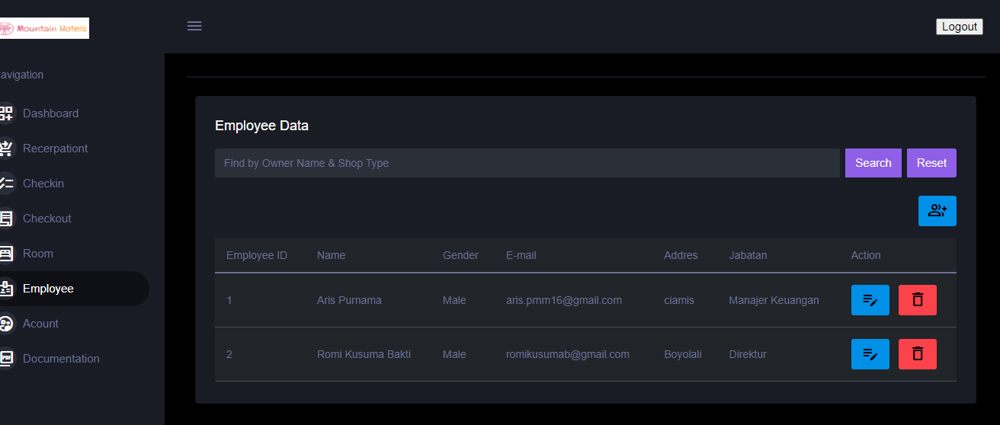 Mountain Hotels
Logout
avigation
Dashboard
Recerpationt
Checkin
Checkout
Room
Employee
Acount
PDF Documentation
Employee Data
Find by Owner Name & Shop Type Search Reset
Employee ID Name Gender E-mail Addres Jabatan Action
1 Aris Purnama Male aris.prnm16@gmail.com ciamis Manajer Keuangan
2 Romi Kusuma Bakti Male romikusumab@gmail.com Boyolali Direktur